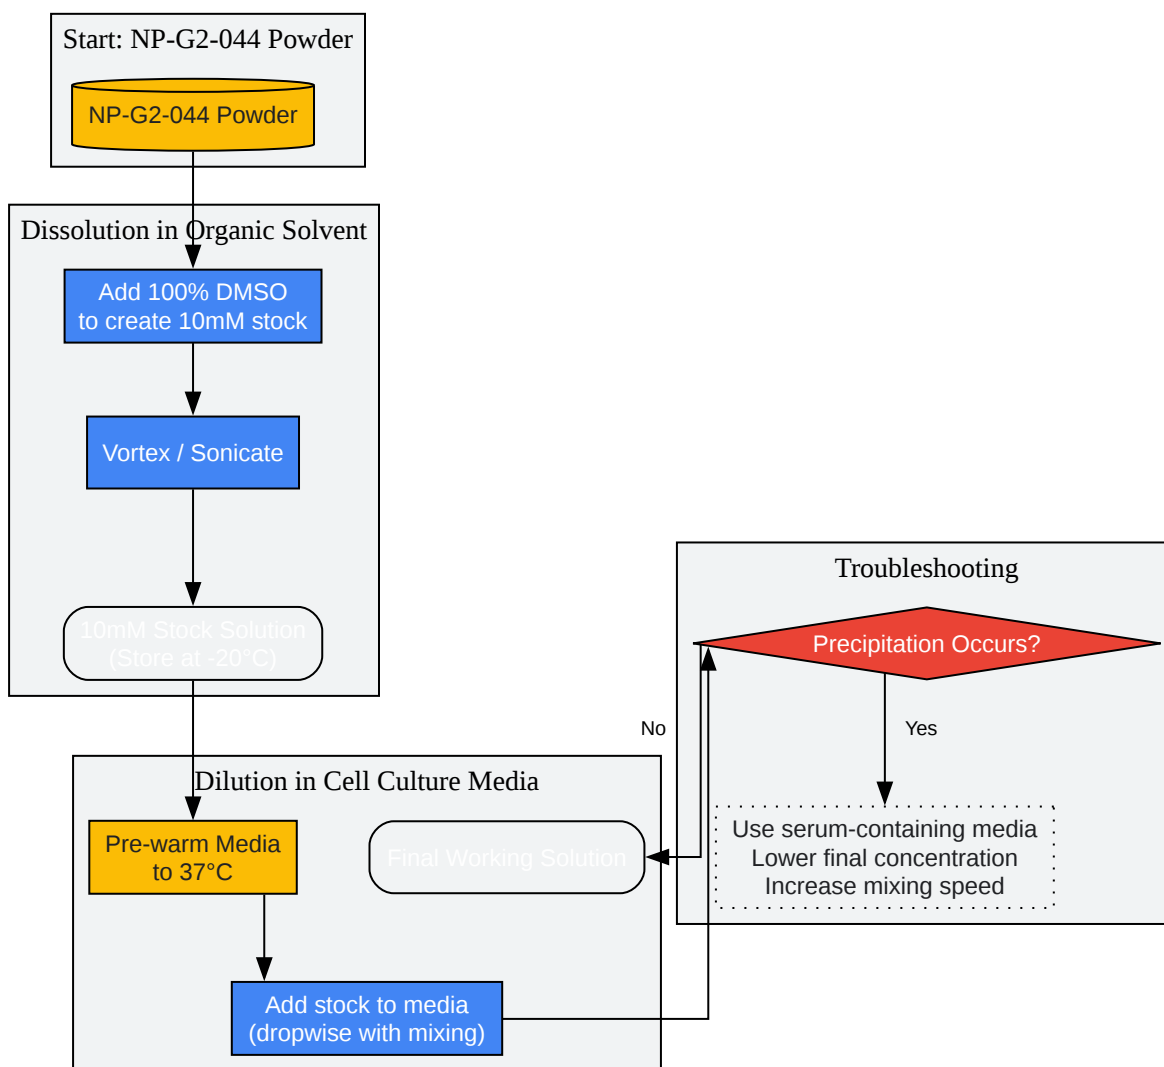 Start: NP-G2-044 Powder
NP-G2-044 Powder
Dissolution in Organic Solvent
Add 100% DMSO
to create 10mM stock
Vortex / Sonicate
10mM Stock Solution
(Store at -20°C)
Troubleshooting
Precipitation Occurs?
No
Yes
Dilution in Cell Culture Media
Pre-warm Media
to 37°C
Final Working Solution
Use serum-containing media
Lower final concentration
Increase mixing speed
Add stock to media
(dropwise with mixing)